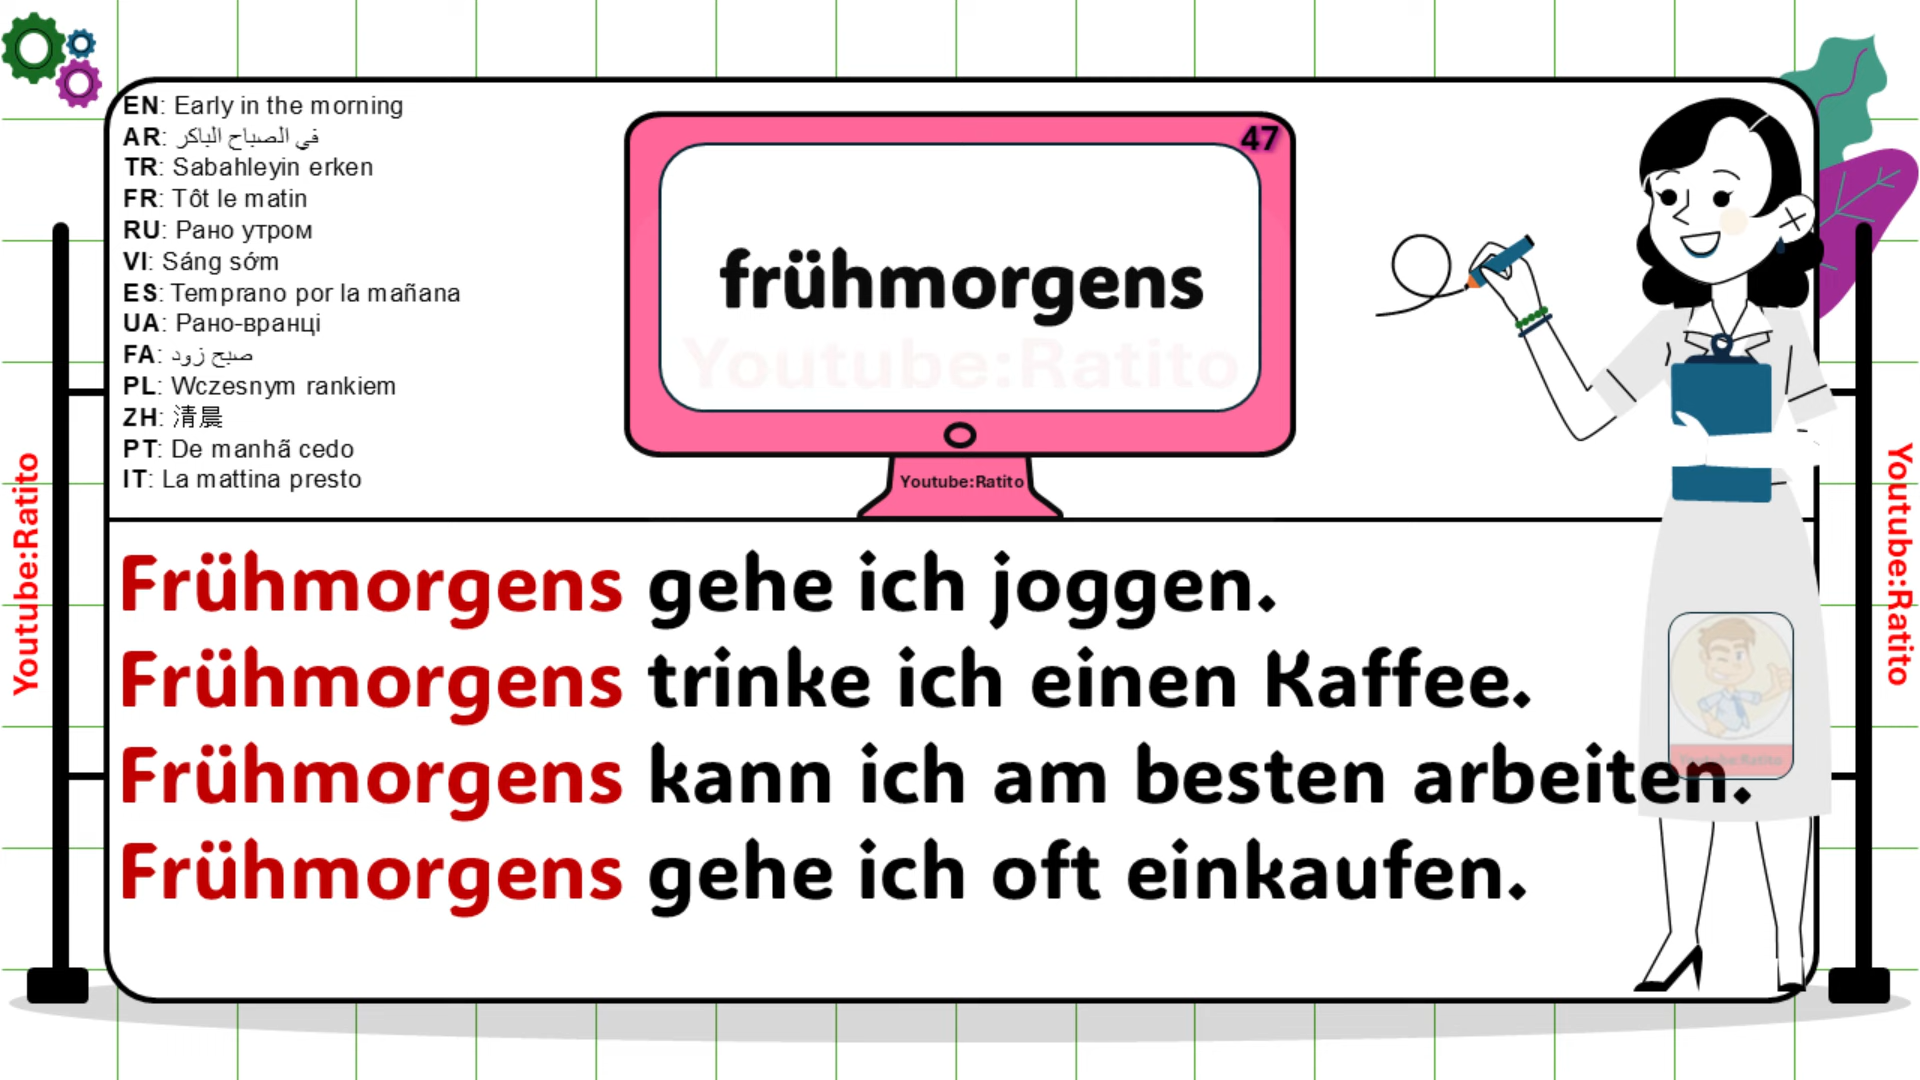 EN: Early in the morning
AR: في الصباح الباكر
TR: Sabahleyin erken
FR: Tôt le matin
RU: Рано утром
VI: Sáng sớm
ES: Temprano por la mañana
UA: Рано-вранці
FA: صبح زود
PL: Wczesnym rankiem
ZH: 清晨
PT: De manhã cedo
IT: La mattina presto
47
frühmorgens
Youtube:Ratito
Youtube:Ratito
Frühmorgens gehe ich joggen.
Frühmorgens trinke ich einen Kaffee.
Frühmorgens kann ich am besten arbeiten.
Frühmorgens gehe ich oft einkaufen.
Youtube:Ratito
Youtube:Ratito
Youtube:Ratito